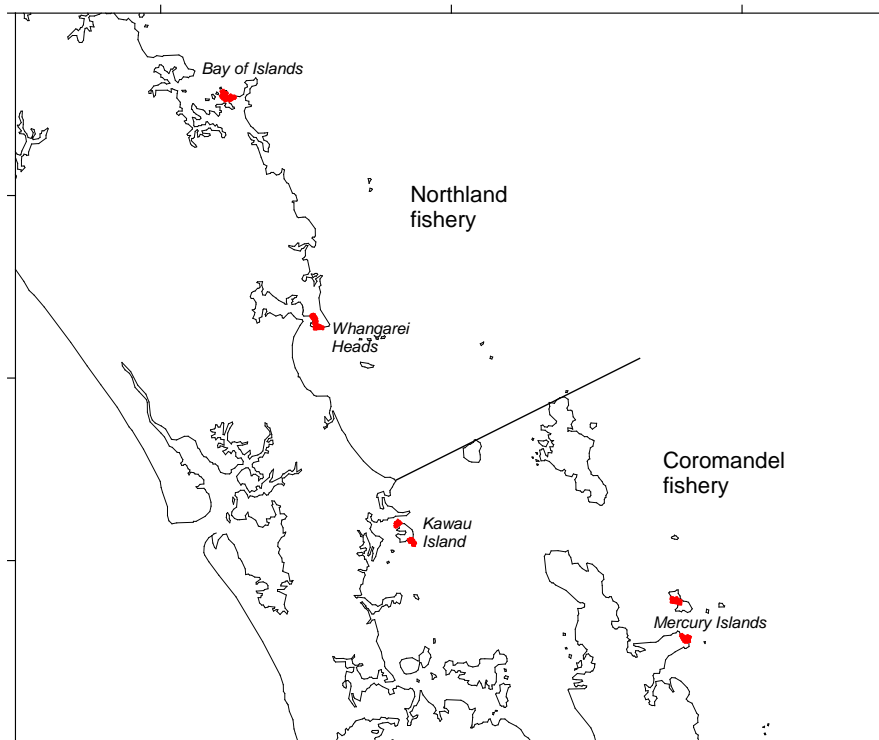 Bay of Islands
Northland
fishery
Whangarei
Heads
Coromandel
fishery
Kawau
Island
Mercury Islands